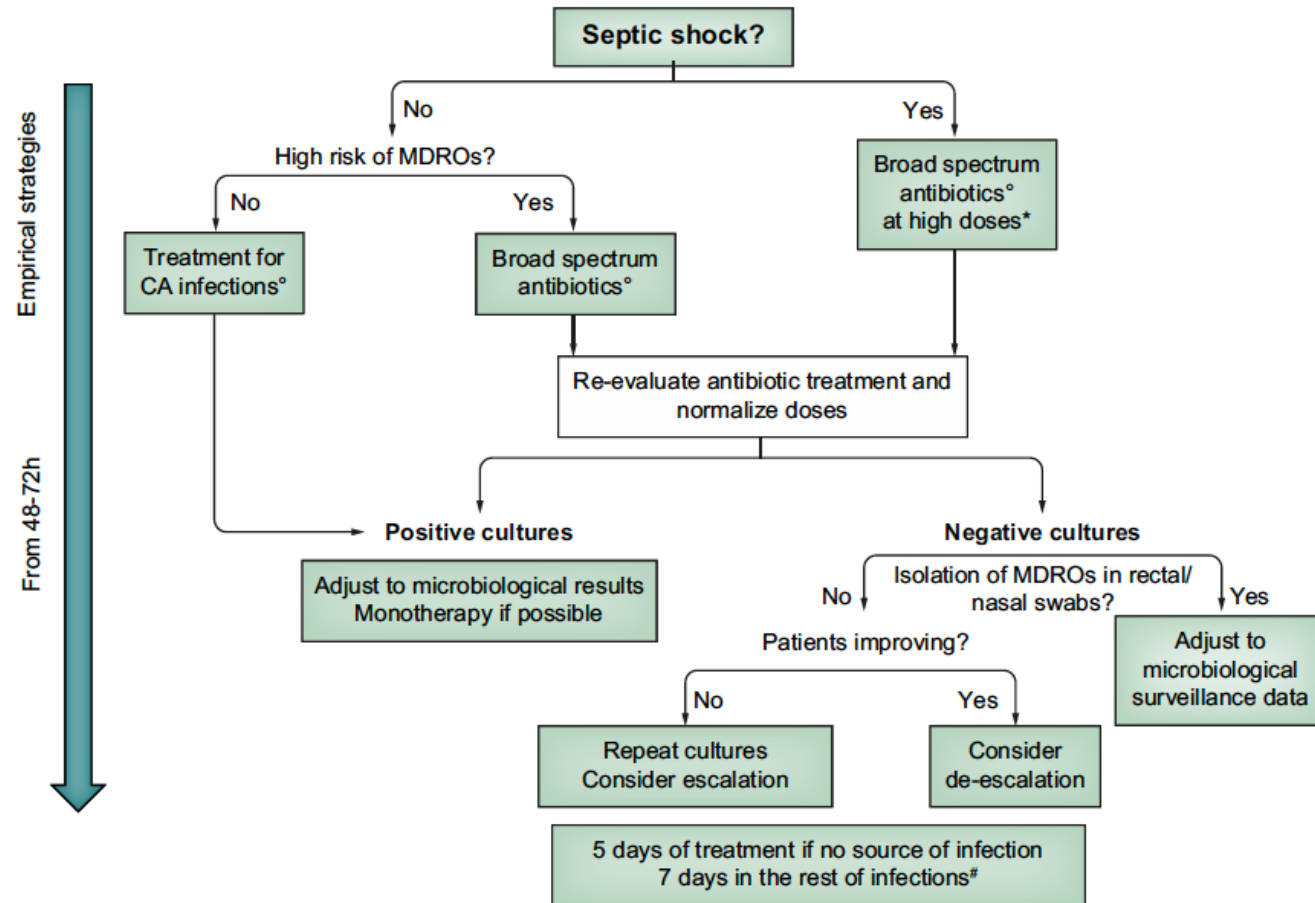 Septic shock?
No
Yes
High risk of MDROs?
No
Yes
Broad spectrum
antibiotics°
at high doses*
Treatment for
CA infections°
Broad spectrum
antibiotics°
Empirical strategies
Re-evaluate antibiotic treatment and
normalize doses
From 48-72h
Positive cultures
Negative cultures
Adjust to microbiological results
Monotherapy if possible
Isolation of MDROs in rectal/
nasal swabs?
No
Yes
Patients improving?
Adjust to
microbiological
surveillance data
No
Yes
Repeat cultures
Consider escalation
Consider
de-escalation
5 days of treatment if no source of infection
7 days in the rest of infections#